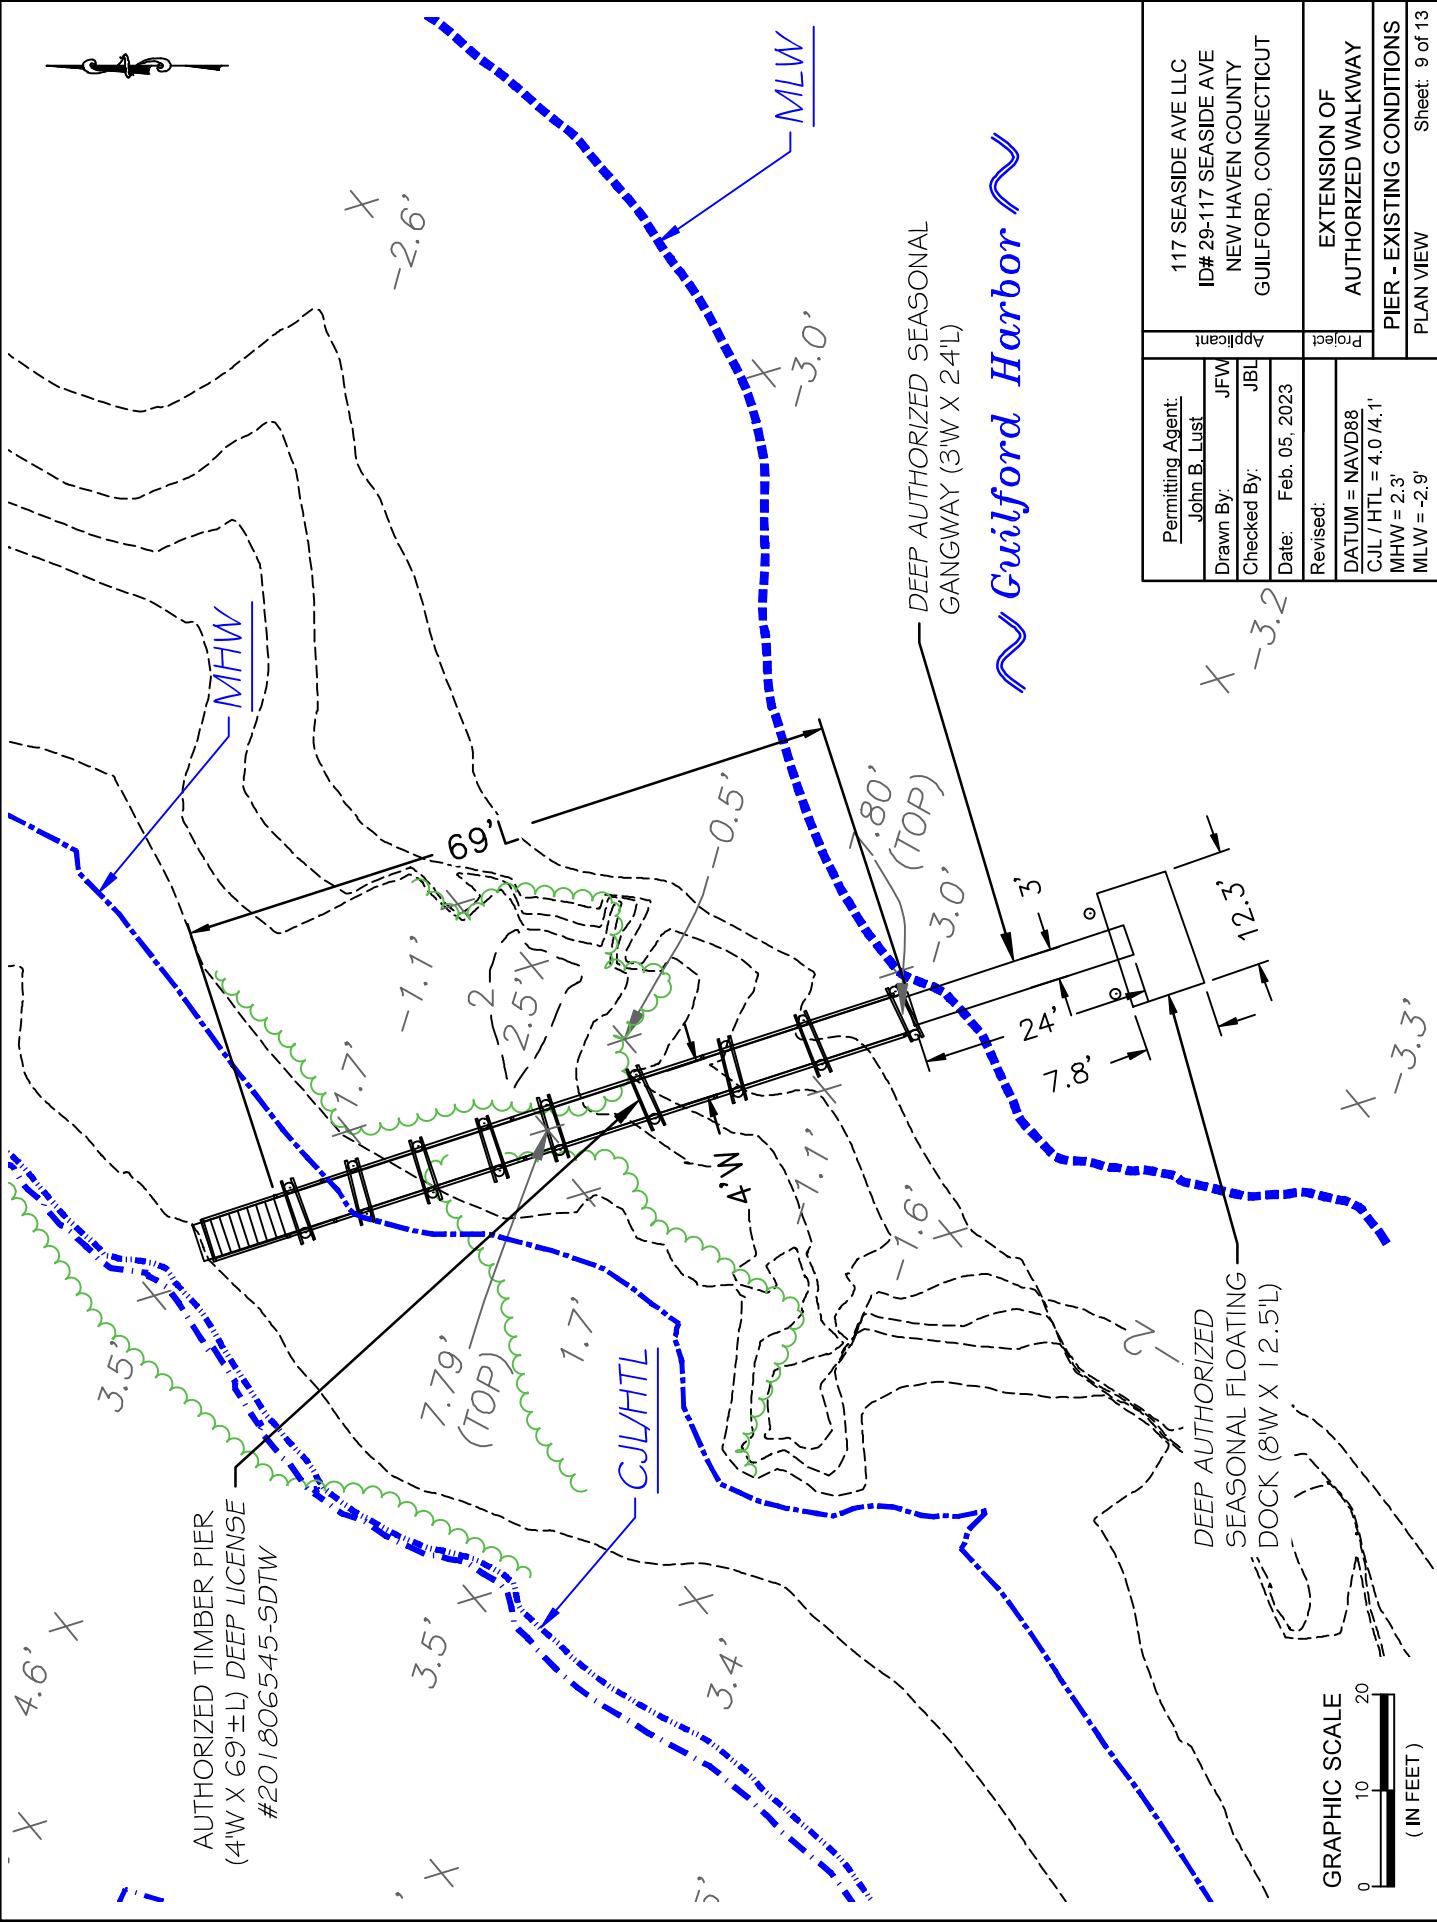 AUTHORIZED TIMBER PIER
(4'W X 69'±L) DEEP LICENSE
#201806545-SDTW
4.6'
3.5'
3.5'
3.4'
CJL/HTL
7.79'
(TOP)
1.7'
1.7'
-1.1'
2
2.5'
69'L
MHW
-2.6'
MLW
-3.0'
-0.5'
4'W
-1.1'
-1.6'
7.80'
(TOP)
-3.0'
DEEP AUTHORIZED SEASONAL
GANGWAY (3'W X 24'L)
Guilford Harbor
3'
24'
7.8'
12.3'
-3.2
-3.3'
-2
DEEP AUTHORIZED
SEASONAL FLOATING
DOCK (8'W X 12.5'L)
GRAPHIC SCALE
0 10 20
( IN FEET )
Permitting Agent:
John B. Lust
Drawn By: JFW
Checked By: JBL
Date: Feb. 05, 2023
Revised:
DATUM = NAVD88
CJL / HTL = 4.0 /4.1'
MHW = 2.3'
MLW = -2.9'
Applicant
117 SEASIDE AVE LLC
ID# 29-117 SEASIDE AVE
NEW HAVEN COUNTY
GUILFORD, CONNECTICUT
Project
EXTENSION OF
AUTHORIZED WALKWAY
PIER - EXISTING CONDITIONS
PLAN VIEW Sheet: 9 of 13